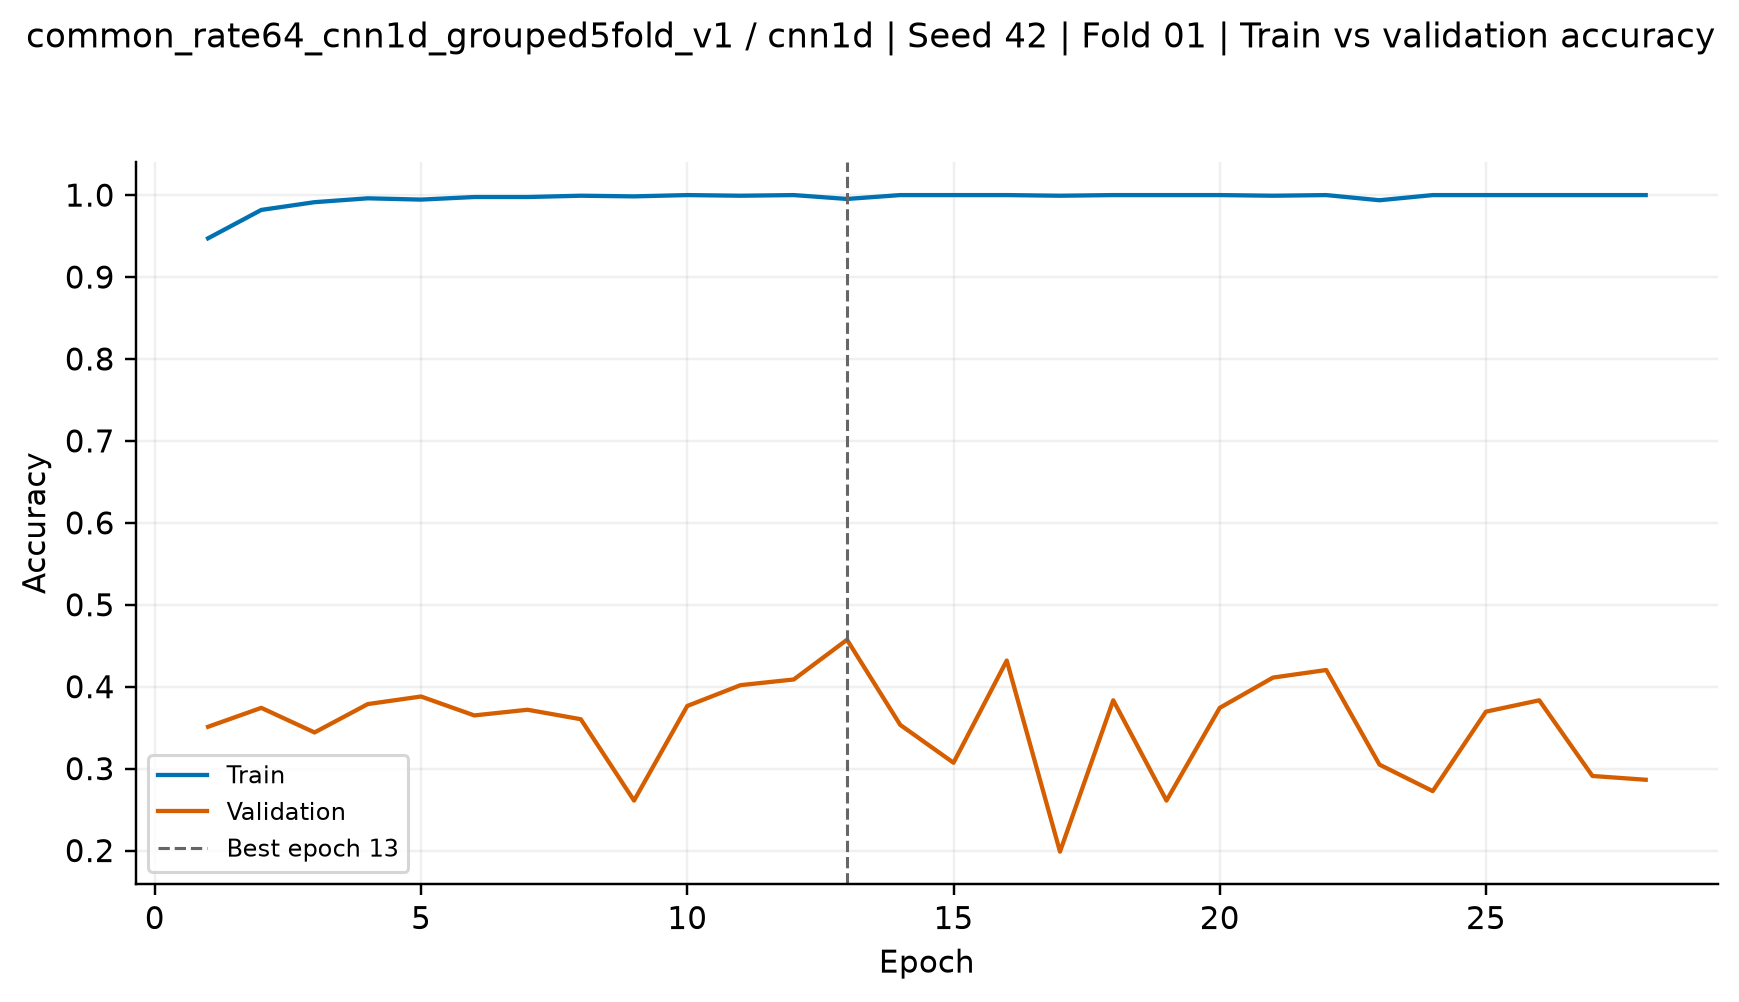 common_rate64_cnn1d_grouped5fold_v1 / cnn1d | Seed 42 | Fold 01 | Train vs validation accuracy
1.0
0.9
0.8
0.7
0.6
0.5
0.4
0.3
0.2
Accuracy
Train
Validation
Best epoch 13
0 5 10 15 20 25
Epoch